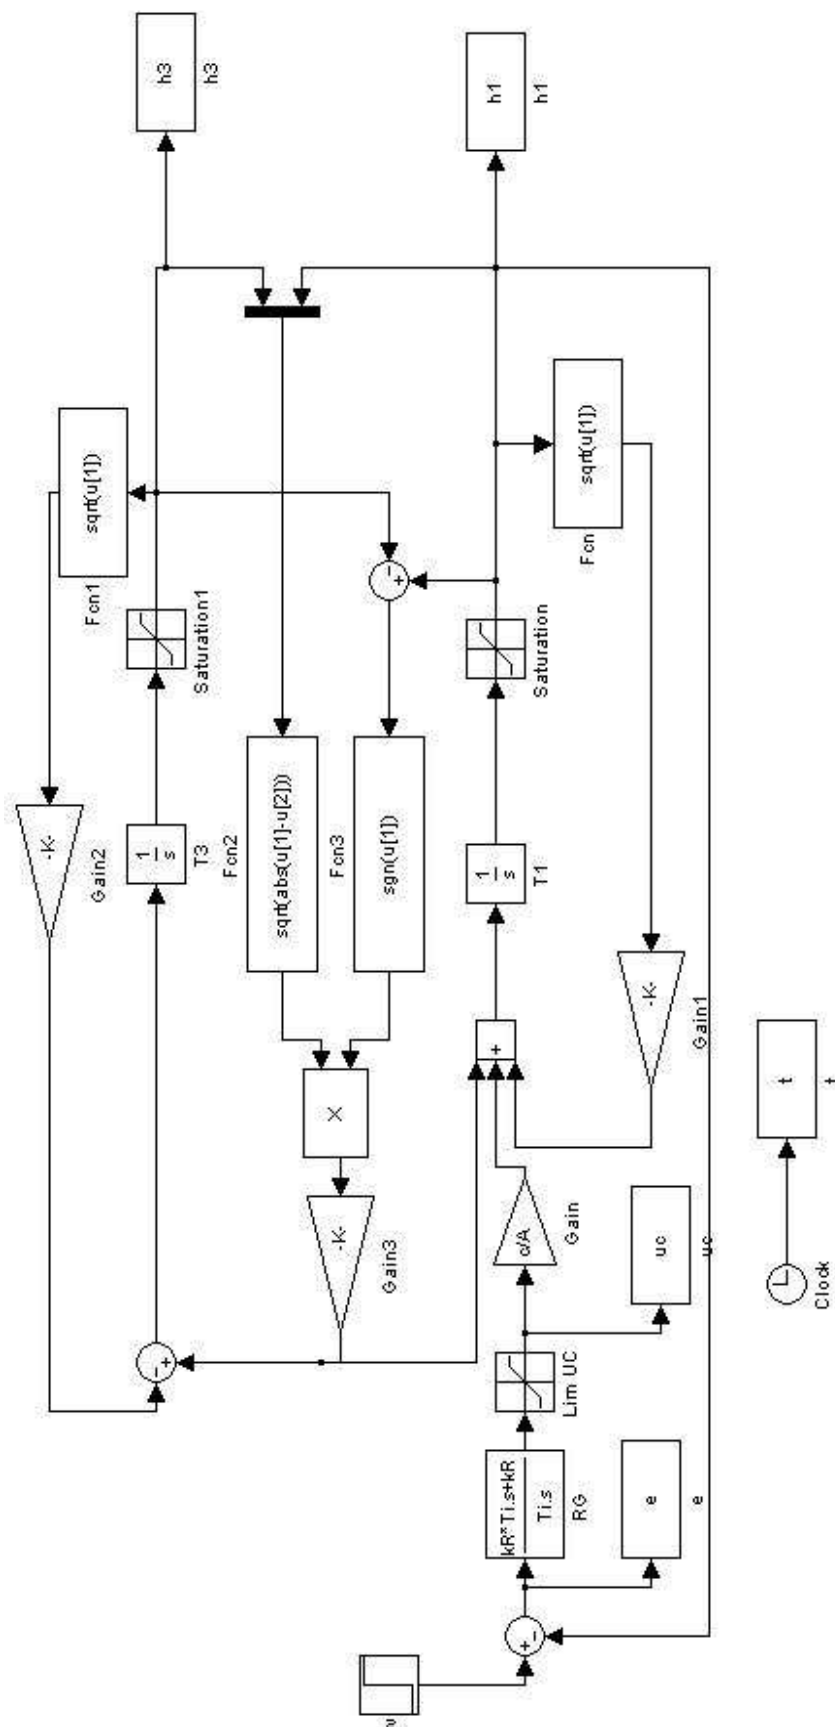 h3
h3
h1
h1
sqrt(u[1])
Fcn1
Saturation1
-K-
Gain2
1
s
T3
sqrt(abs(u[1]-u[2]))
Fcn2
sgn(u[1])
Fcn3
-
+
Saturation
sqrt(u[1])
Fcn
1
s
T1
X
-K-
Gain3
-
+
+
-K-
Gain1
c/A
Gain
Lim UC
uc
uc
kR*Ti.s+kR
Ti.s
RG
e
e
+
-
t
t
Clock